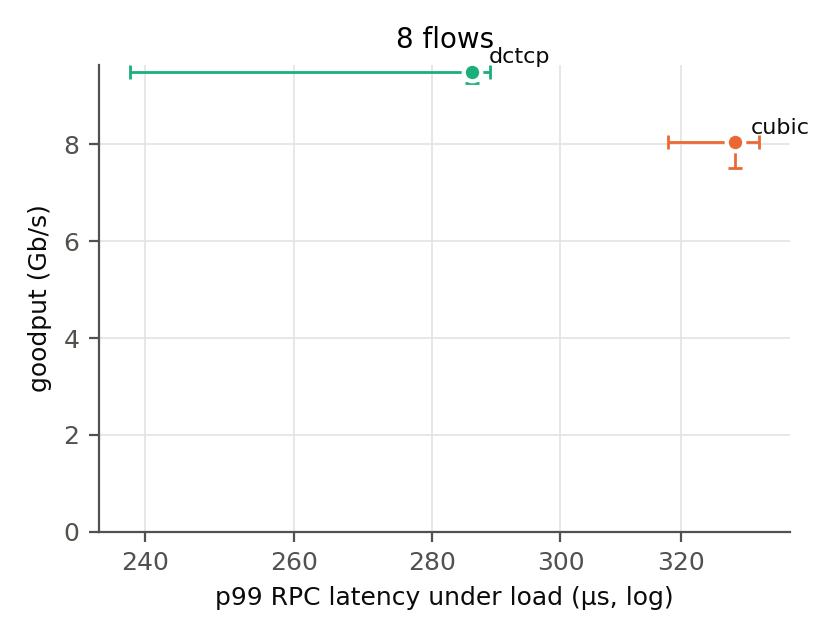 8 flows
dctcp
cubic
8
6
4
2
0
goodput (Gb/s)
240
260
280
300
320
p99 RPC latency under load (µs, log)